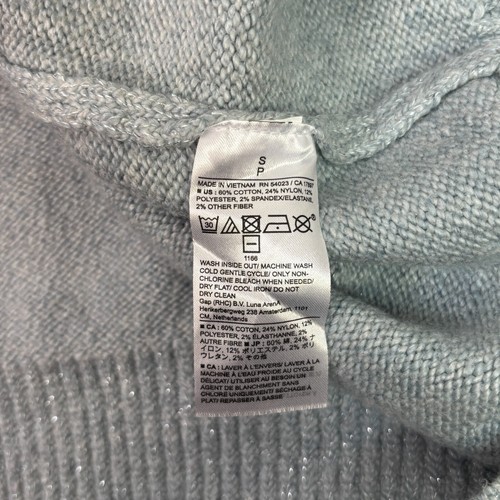 S
P
MADE IN VIETNAM RN 54023 / CA 17897
■ US : 60% COTTON, 24% NYLON, 12%
POLYESTER, 2% SPANDEX/ELASTANE,
2% OTHER FIBER
30
1166
WASH INSIDE OUT/ MACHINE WASH
COLD GENTLE CYCLE/ ONLY NON-
CHLORINE BLEACH WHEN NEEDED/
DRY FLAT/ COOL IRON/ DO NOT
DRY CLEAN
Gap (RHC) B.V. Luna ArenA
Herikerbergweg 238 Amsterdam, 1101
CM, Netherlands
■ CA : 60% COTON, 24% NYLON, 12%
POLYESTER, 2% ÉLASTHANNE, 2%
AUTRE FIBRE ■ JP : 60% 綿, 24% ナ
イロン, 12% ポリエステル, 2% ポリ
ウレタン, 2% その他
■ CA : LAVER À L'ENVERS/ LAVER À LA
MACHINE À L'EAU FROIDE AU CYCLE
DÉLICAT/ UTILISER AU BESOIN UN
AGENT DE BLANCHIMENT SANS
CHLORE UNIQUEMENT/ SÉCHAGE À
PLAT/ REPASSER À BASSE